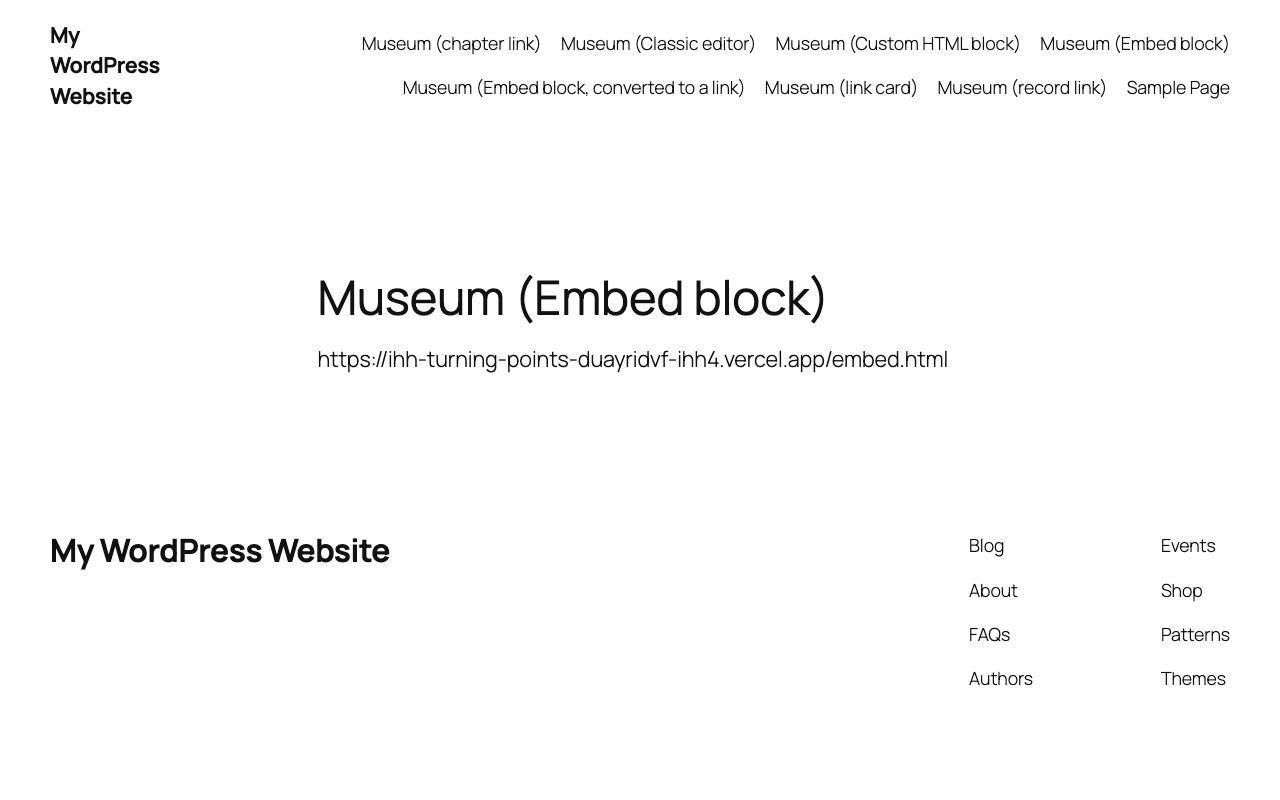 My
WordPress
Website
Museum (chapter link) Museum (Classic editor) Museum (Custom HTML block) Museum (Embed block)
Museum (Embed block, converted to a link) Museum (link card) Museum (record link) Sample Page
Museum (Embed block)
https://ihh-turning-points-duayridvf-ihh4.vercel.app/embed.html
My WordPress Website
Blog Events
About Shop
FAQs Patterns
Authors Themes